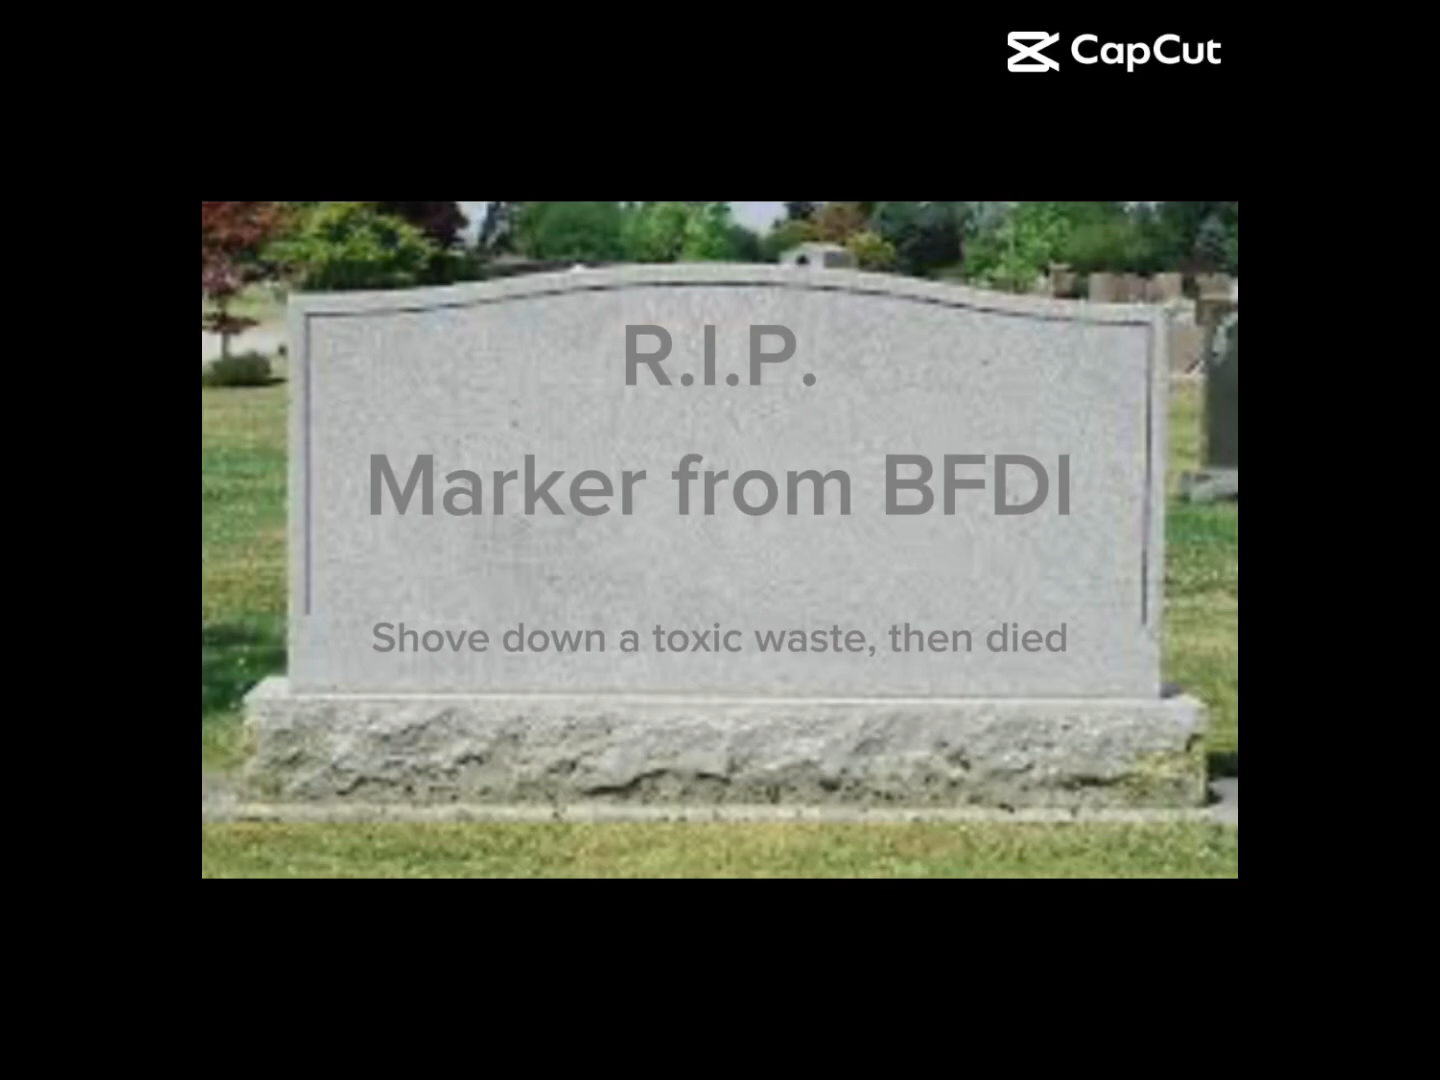 CapCut
R.I.P.
Marker from BFDI
Shove down a toxic waste, then died